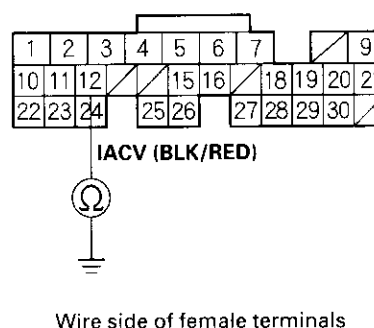 1 2 3 4 5 6 7 9
10 11 12 15 16 18 19 20 21
22 23 24 25 26 27 28 29 30
IACV (BLK/RED)
Ω
Wire side of female terminals